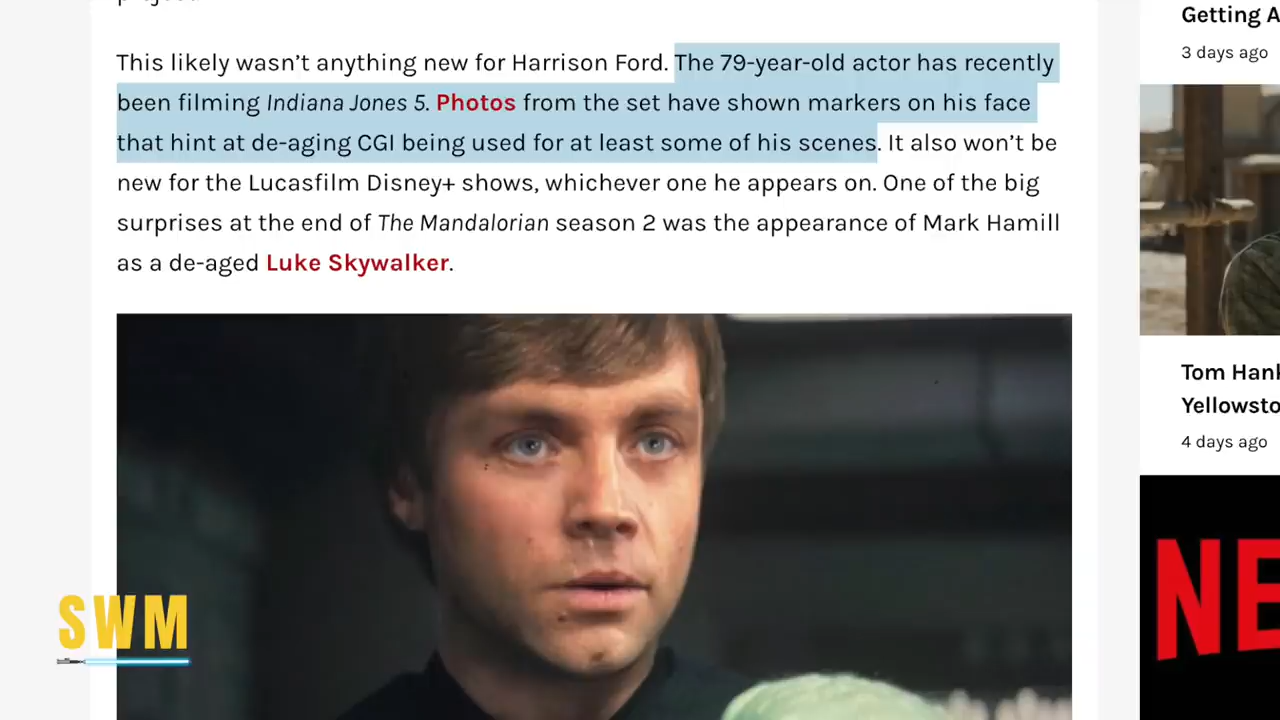 This likely wasn’t anything new for Harrison Ford. The 79-year-old actor has recently
been filming Indiana Jones 5. Photos from the set have shown markers on his face
that hint at de-aging CGI being used for at least some of his scenes. It also won’t be
new for the Lucasfilm Disney+ shows, whichever one he appears on. One of the big
surprises at the end of The Mandalorian season 2 was the appearance of Mark Hamill
as a de-aged Luke Skywalker.
SWM
Getting A
3 days ago
Tom Hank
Yellowsto
4 days ago
NE